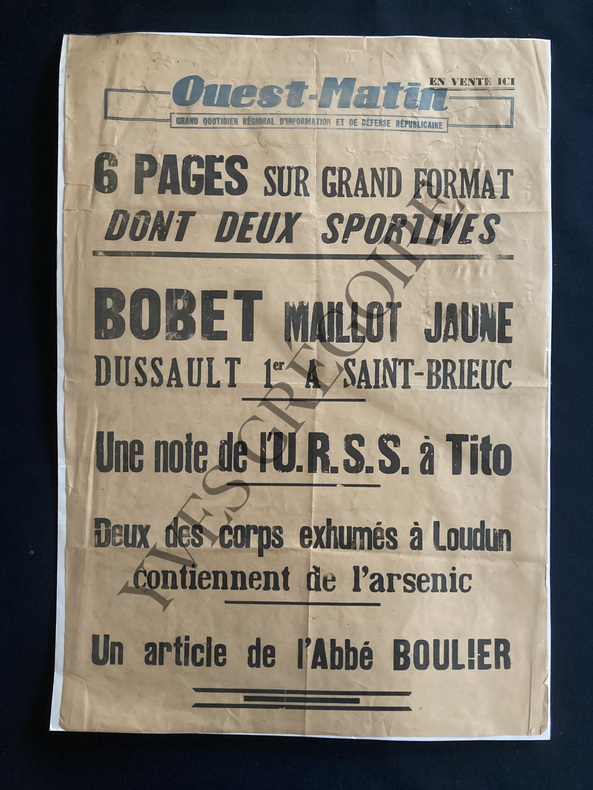 EN VENTE ICI
Ouest-Matin
GRAND QUOTIDIEN RÉGIONAL D'INFORMATION ET DE DÉFENSE RÉPUBLICAINE
6 PAGES SUR GRAND FORMAT
DONT DEUX SPORTIVES
BOBET MAILLOT JAUNE
DUSSAULT 1er A SAINT-BRIEUC
Une note de l'U.R.S.S. à Tito
Deux des corps exhumés à Loudun
contiennent de l'arsenic
Un article de l'Abbé BOULIER
YVES GREGOIRE